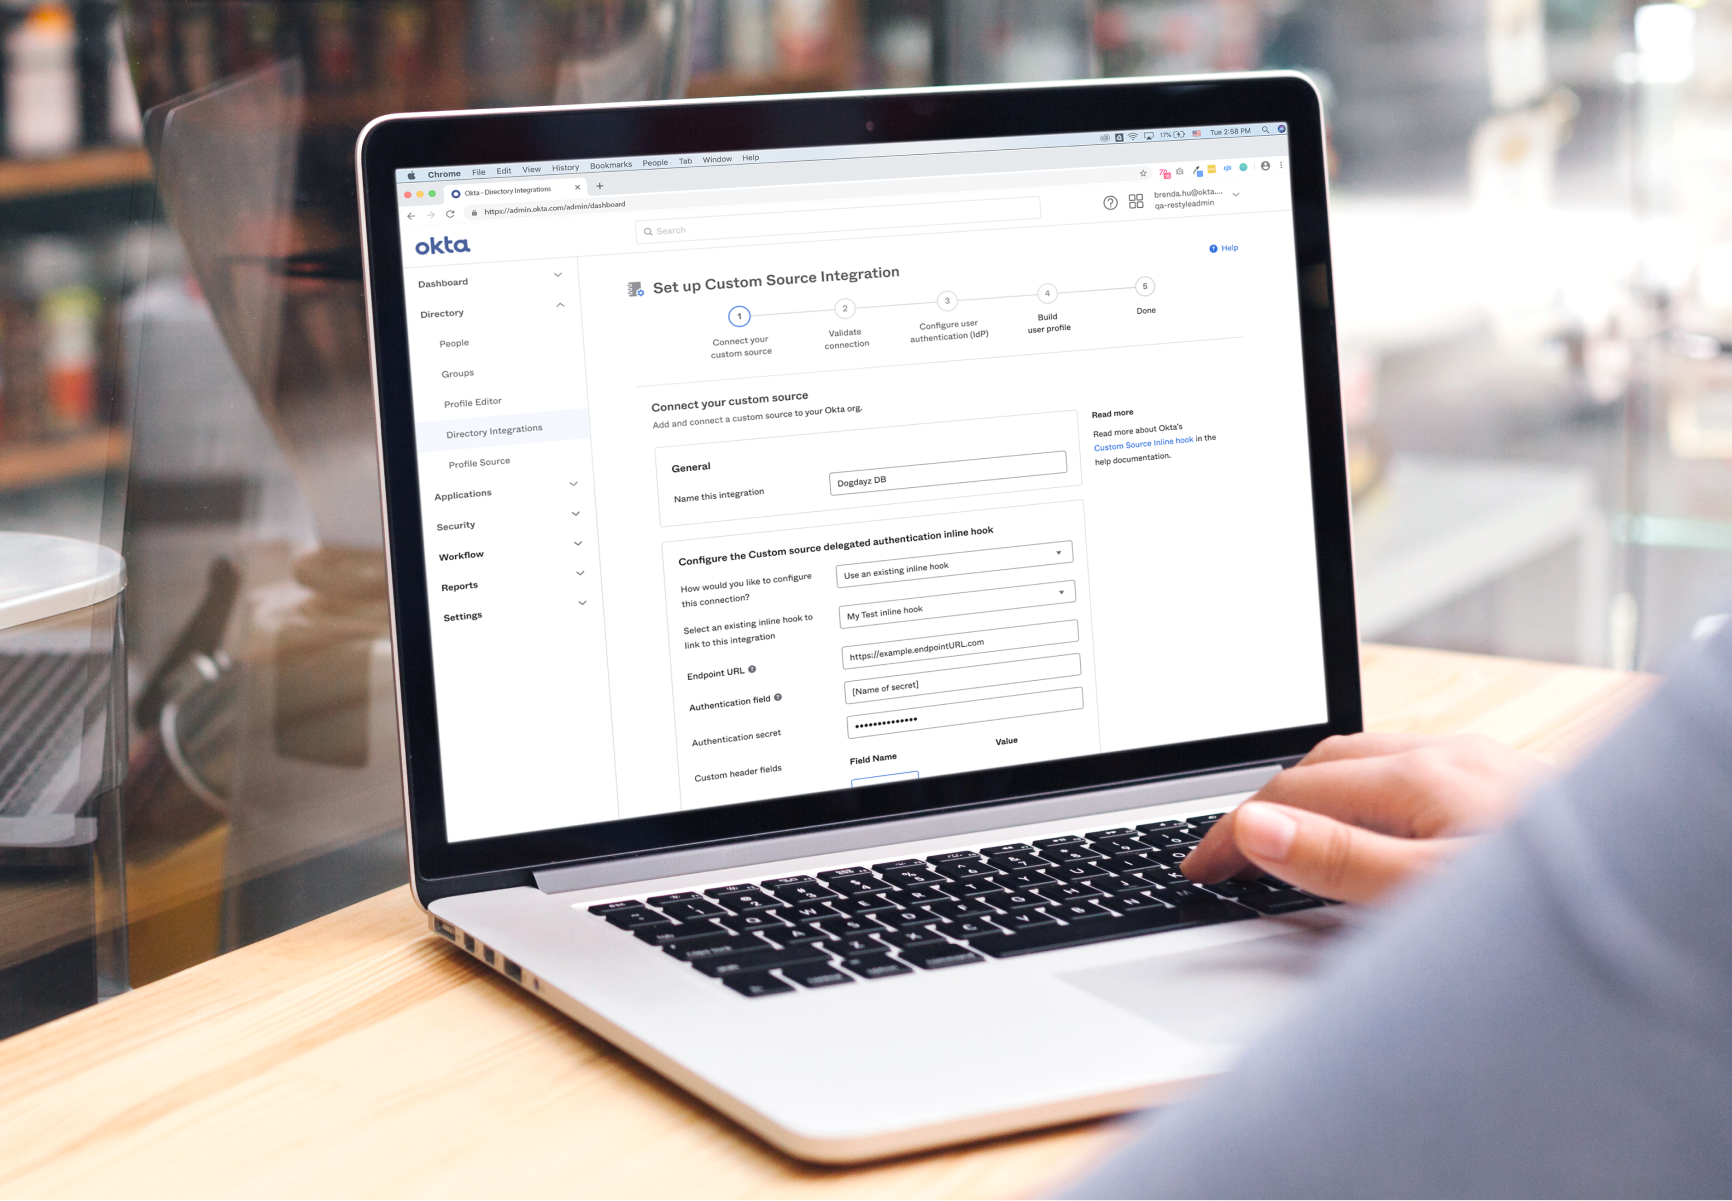 Chrome File Edit View History Bookmarks People Tab Window Help
17% Tue 2:58 PM
Okta - Directory Integrations
https://admin.okta.com/admin/dashboard
okta
Search
brenda.hu@okta....
qa-restyleadmin
Help
Dashboard
Directory
People
Groups
Profile Editor
Directory Integrations
Profile Source
Applications
Security
Workflow
Reports
Settings
Set up Custom Source Integration
1
2
3
4
5
Connect your
custom source
Validate
connection
Configure user
authentication (IdP)
Build
user profile
Done
Connect your custom source
Add and connect a custom source to your Okta org.
General
Name this integration
Dogdayz DB
Read more
Read more about Okta's
Custom Source Inline hook in the
help documentation.
Configure the Custom source delegated authentication inline hook
How would you like to configure
this connection?
Use an existing inline hook
Select an existing inline hook to
link to this integration
My Test inline hook
Endpoint URL
https://example.endpointURL.com
Authentication field
[Name of secret]
Authentication secret
••••••••••••••
Custom header fields
Field Name
Value